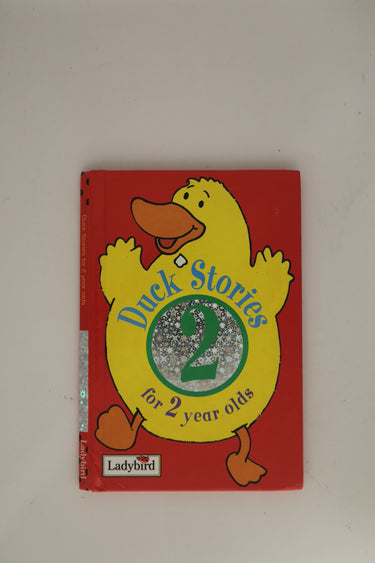 Duck Stories
2
for 2 year olds
Ladybird
Duck Stories for 2 year olds
Ladybird